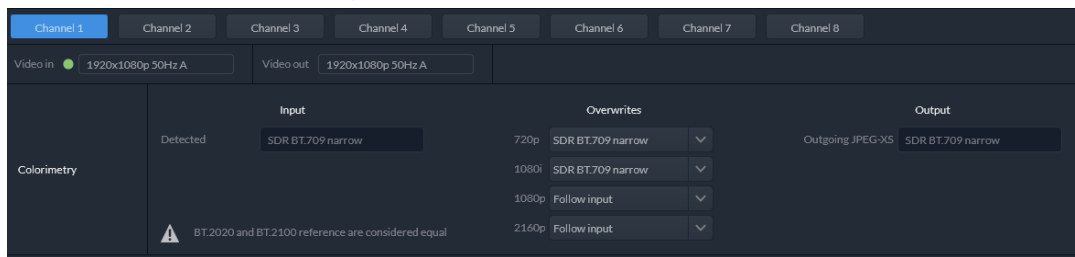 Channel 1 Channel 2 Channel 3 Channel 4 Channel 5 Channel 6 Channel 7 Channel 8
Video in 1920x1080p 50Hz A Video out 1920x1080p 50Hz A
Input Overwrites Output
Detected SDR BT.709 narrow 720p SDR BT.709 narrow Outgoing JPEG-XS SDR BT.709 narrow
Colorimetry 1080i SDR BT.709 narrow
1080p Follow input
BT.2020 and BT.2100 reference are considered equal 2160p Follow input